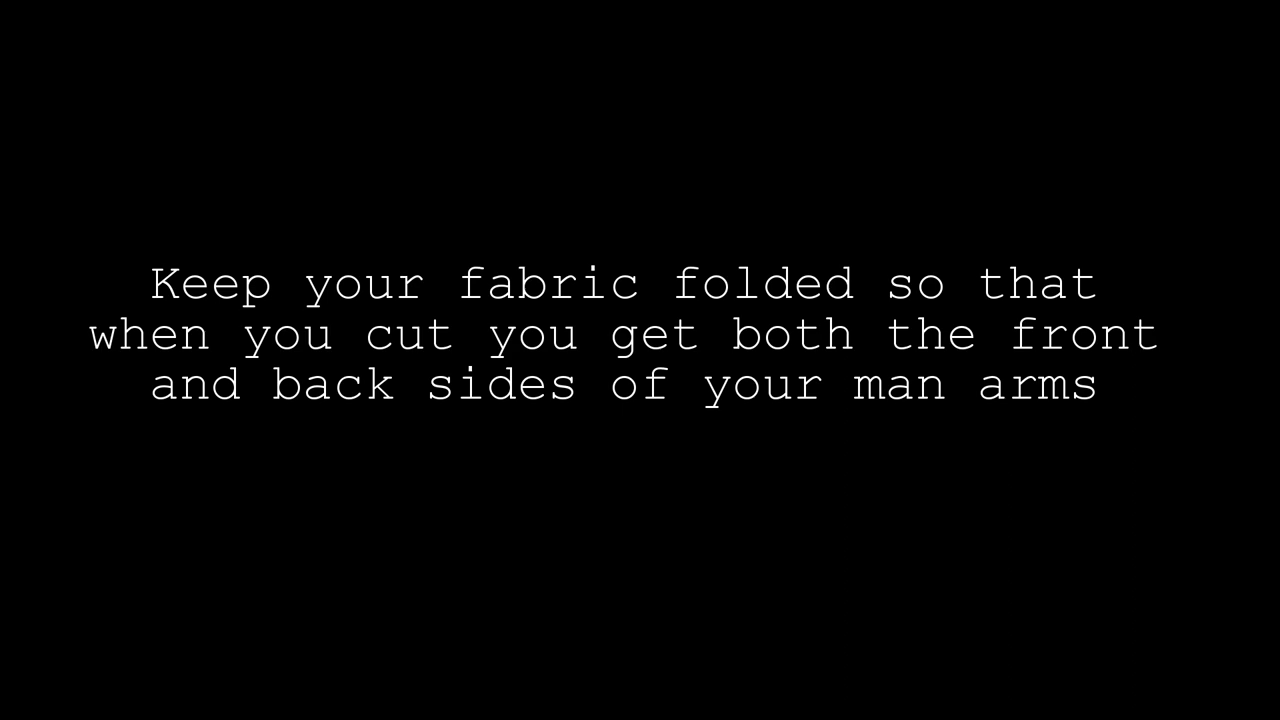 Keep your fabric folded so that
when you cut you get both the front
and back sides of your man arms